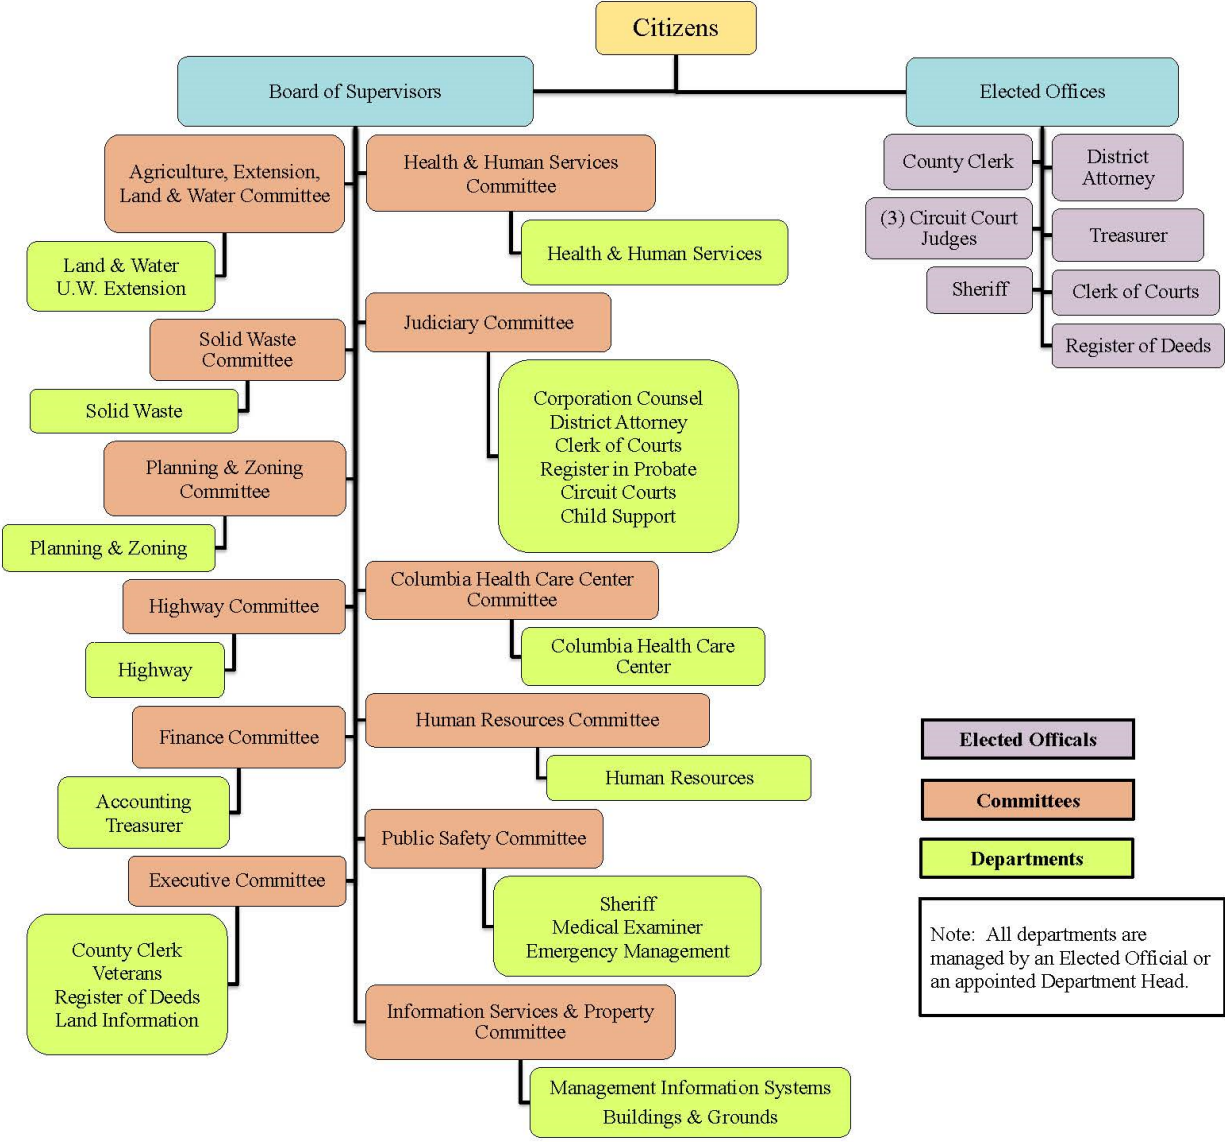 Citizens
Board of Supervisors
Elected Offices
Agriculture, Extension,
Land & Water Committee
Land & Water
U.W. Extension
Solid Waste
Committee
Solid Waste
Planning & Zoning
Committee
Planning & Zoning
Highway Committee
Highway
Finance Committee
Accounting
Treasurer
Executive Committee
County Clerk
Veterans
Register of Deeds
Land Information
Health & Human Services
Committee
Health & Human Services
Judiciary Committee
Corporation Counsel
District Attorney
Clerk of Courts
Register in Probate
Circuit Courts
Child Support
Columbia Health Care Center
Committee
Columbia Health Care
Center
Human Resources Committee
Human Resources
Public Safety Committee
Sheriff
Medical Examiner
Emergency Management
Information Services & Property
Committee
Management Information Systems
Buildings & Grounds
County Clerk
(3) Circuit Court
Judges
Sheriff
District
Attorney
Treasurer
Clerk of Courts
Register of Deeds
Elected Officals
Committees
Departments
Note:  All departments are
managed by an Elected Official or
an appointed Department Head.